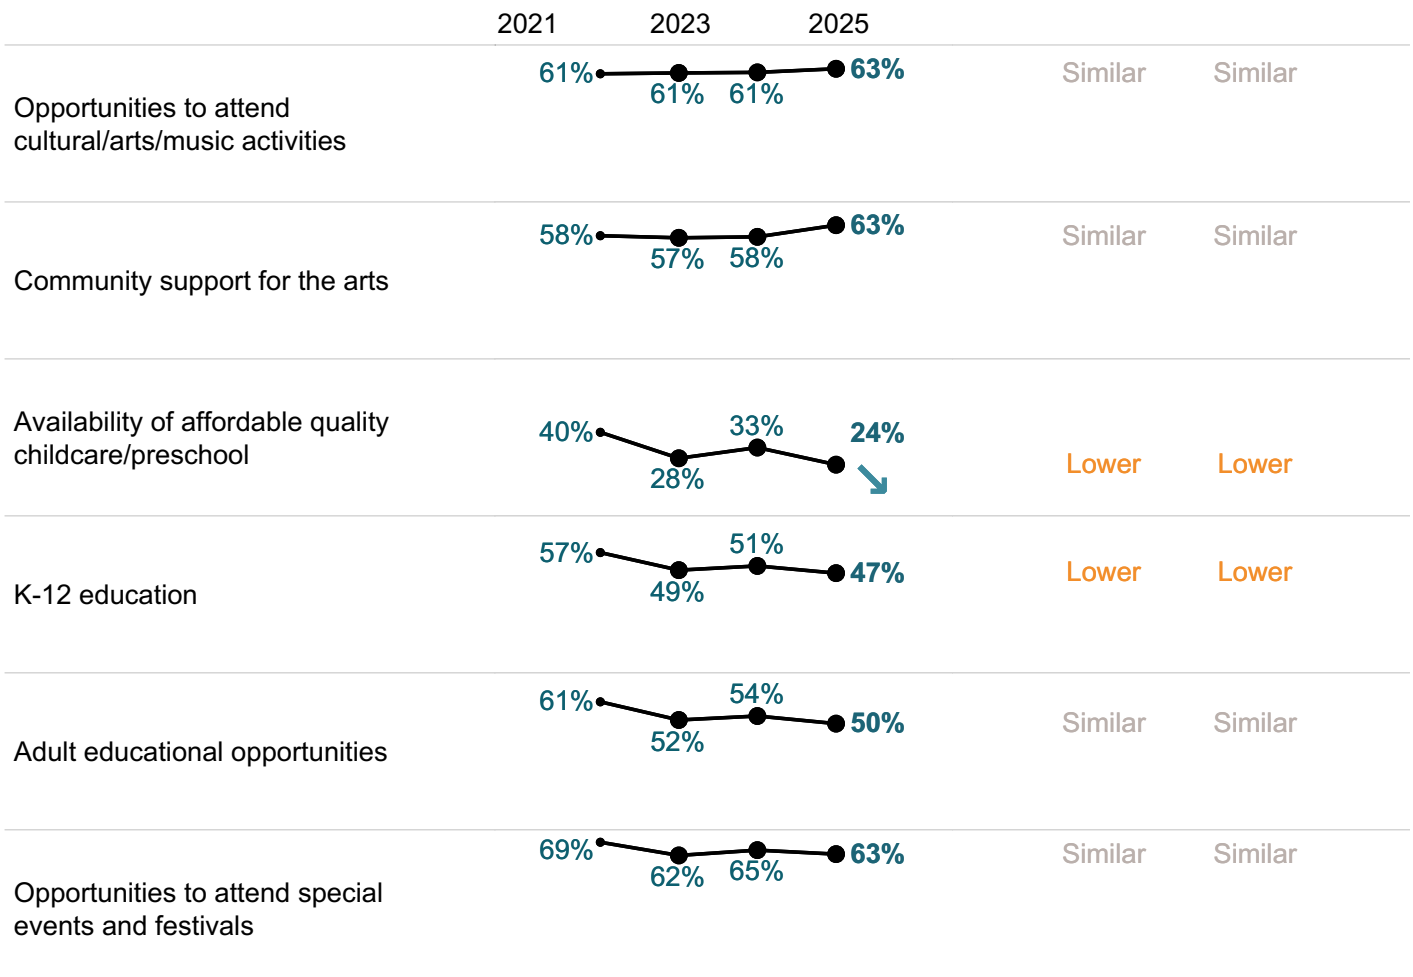 2021 2023 2025
61% 61% 61% 63% Similar Similar
Opportunities to attend
cultural/arts/music activities
58% 57% 58% 63% Similar Similar
Community support for the arts
Availability of affordable quality
childcare/preschool
40% 28% 33% 24% Lower Lower
57% 49% 51% 47% Lower Lower
K-12 education
61% 52% 54% 50% Similar Similar
Adult educational opportunities
69% 62% 65% 63% Similar Similar
Opportunities to attend special
events and festivals